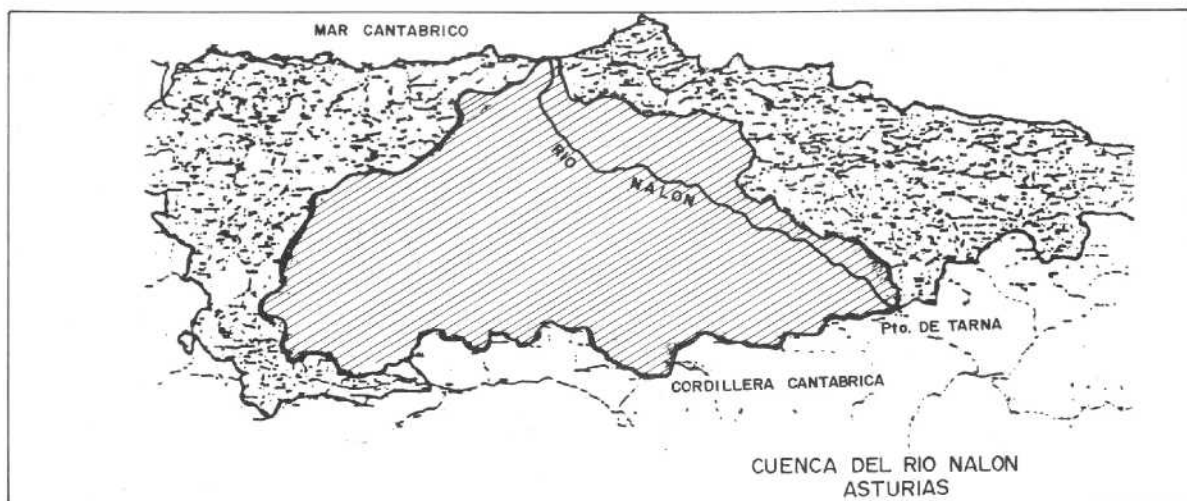 MAR CANTABRICO
RIO NALON
Pto. DE TARNA
CORDILLERA CANTABRICA
CUENCA DEL RIO NALON
ASTURIAS